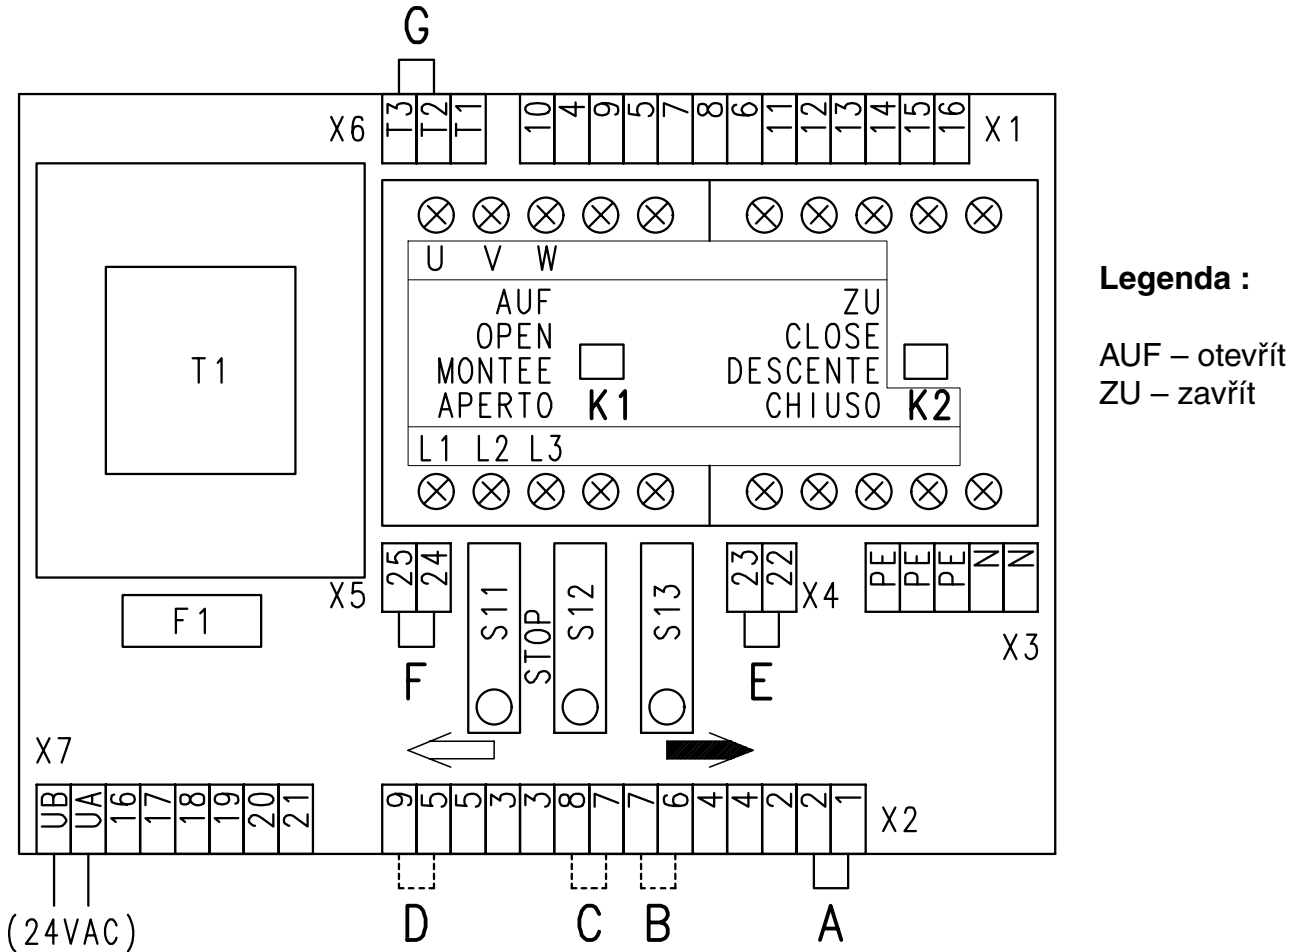 G
X6 T3 T2 T1 10 4 9 5 7 8 6 11 12 13 14 15 16 X1
U V W
AUF ZU
OPEN CLOSE
MONTEE DESCENTE
APERTO K1 CHIUSO K2
L1 L2 L3
T1
F1
Legenda :
AUF – otevřít
ZU – zavřít
X5 25 24 S11 STOP S12 S13 23 22 X4 PE PE PE N N X3
F E
X7
UB UA 16 17 18 19 20 21 9 5 5 3 3 8 7 7 6 4 4 2 2 1 X2
(24VAC) D C B A